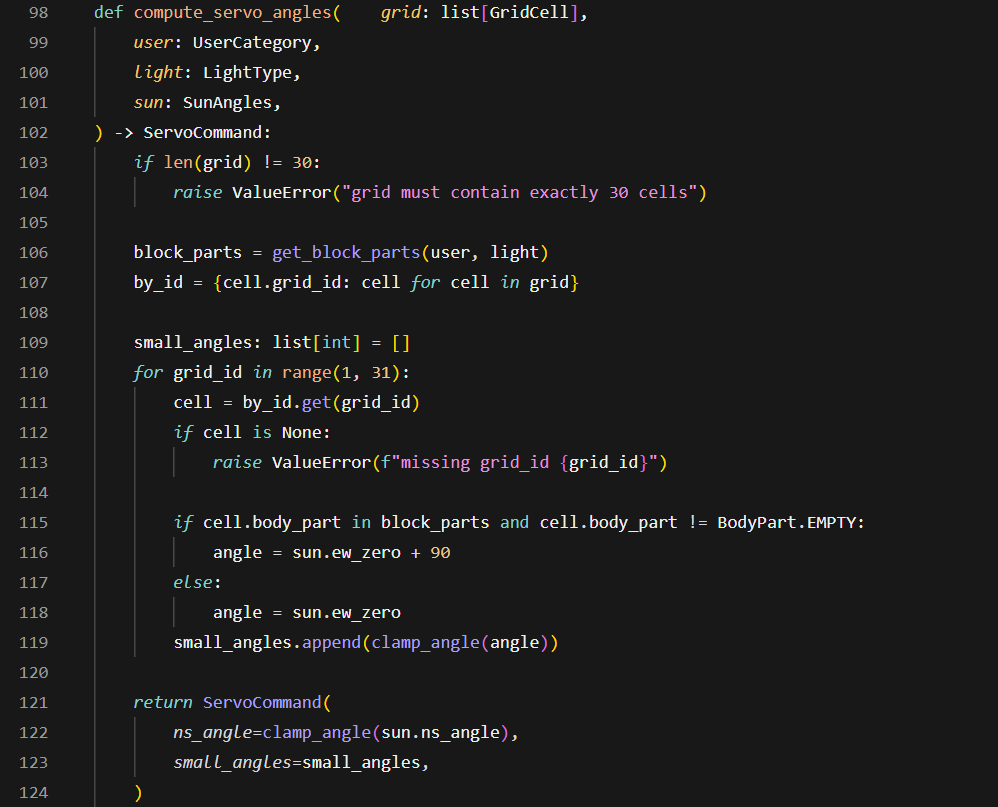 98 def compute_servo_angles(    grid: list[GridCell],
99     user: UserCategory,
100     light: LightType,
101     sun: SunAngles,
102 ) -> ServoCommand:
103     if len(grid) != 30:
104         raise ValueError("grid must contain exactly 30 cells")
105
106     block_parts = get_block_parts(user, light)
107     by_id = {cell.grid_id: cell for cell in grid}
108
109     small_angles: list[int] = []
110     for grid_id in range(1, 31):
111         cell = by_id.get(grid_id)
112         if cell is None:
113             raise ValueError(f"missing grid_id {grid_id}")
114
115         if cell.body_part in block_parts and cell.body_part != BodyPart.EMPTY:
116             angle = sun.ew_zero + 90
117         else:
118             angle = sun.ew_zero
119         small_angles.append(clamp_angle(angle))
120
121     return ServoCommand(
122         ns_angle=clamp_angle(sun.ns_angle),
123         small_angles=small_angles,
124     )